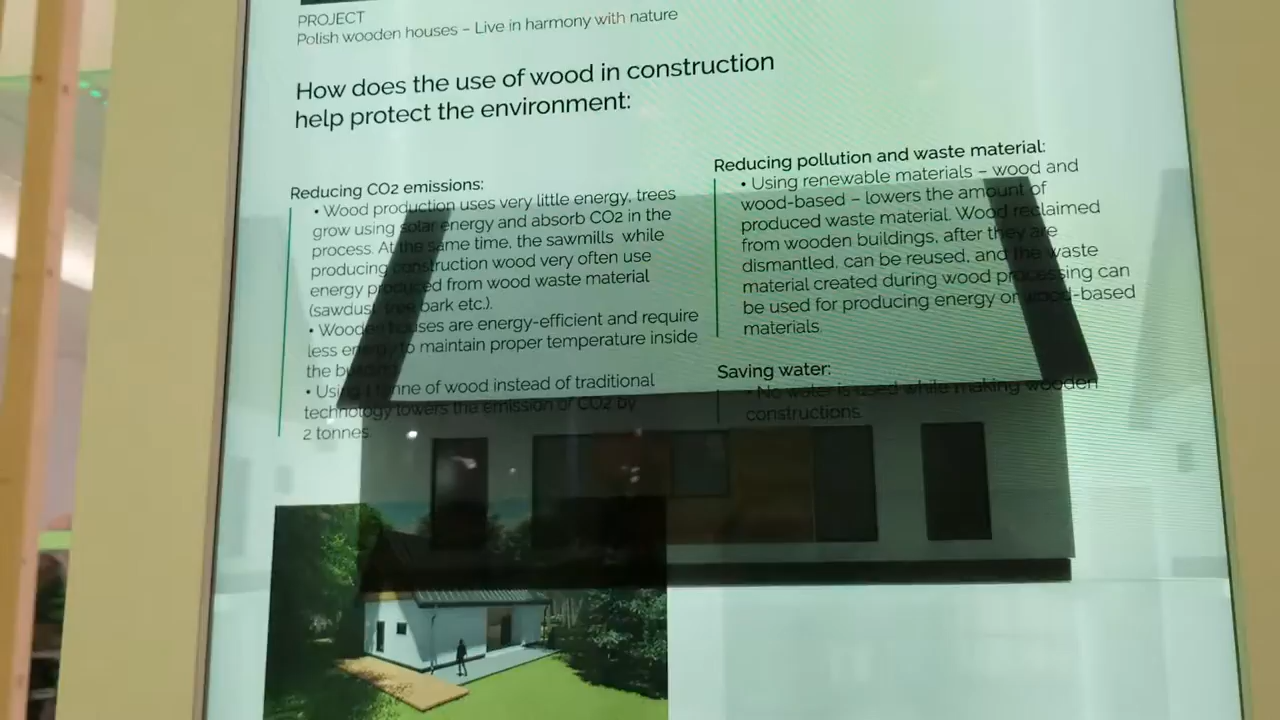 PROJECT
Polish wooden houses – Live in harmony with nature
How does the use of wood in construction
help protect the environment:
Reducing CO2 emissions:
• Wood production uses very little energy, trees
grow using solar energy and absorb CO2 in the
process. At the same time, the sawmills while
producing construction wood very often use
energy produced from wood waste material
(sawdust, tree bark etc.).
• Wooden houses are energy-efficient and require
less energy to maintain proper temperature inside
the building.
• Using 1 tonne of wood instead of traditional
technology lowers the emission of CO2 by
2 tonnes.
Reducing pollution and waste material:
• Using renewable materials – wood and
wood-based – lowers the amount of
produced waste material. Wood reclaimed
from wooden buildings, after they are
dismantled, can be reused, and the waste
material created during wood processing can
be used for producing energy or wood-based
materials.
Saving water:
• No water is used while making wooden
constructions.